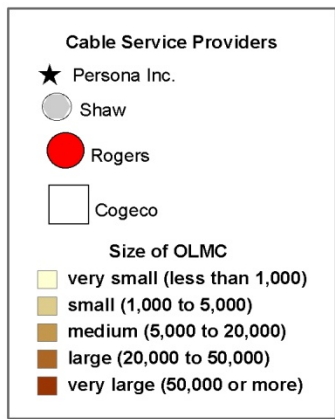 Cable Service Providers
Persona Inc.
Shaw
Rogers
Cogeco
Size of OLMC
very small (less than 1,000)
small (1,000 to 5,000)
medium (5,000 to 20,000)
large (20,000 to 50,000)
very large (50,000 or more)